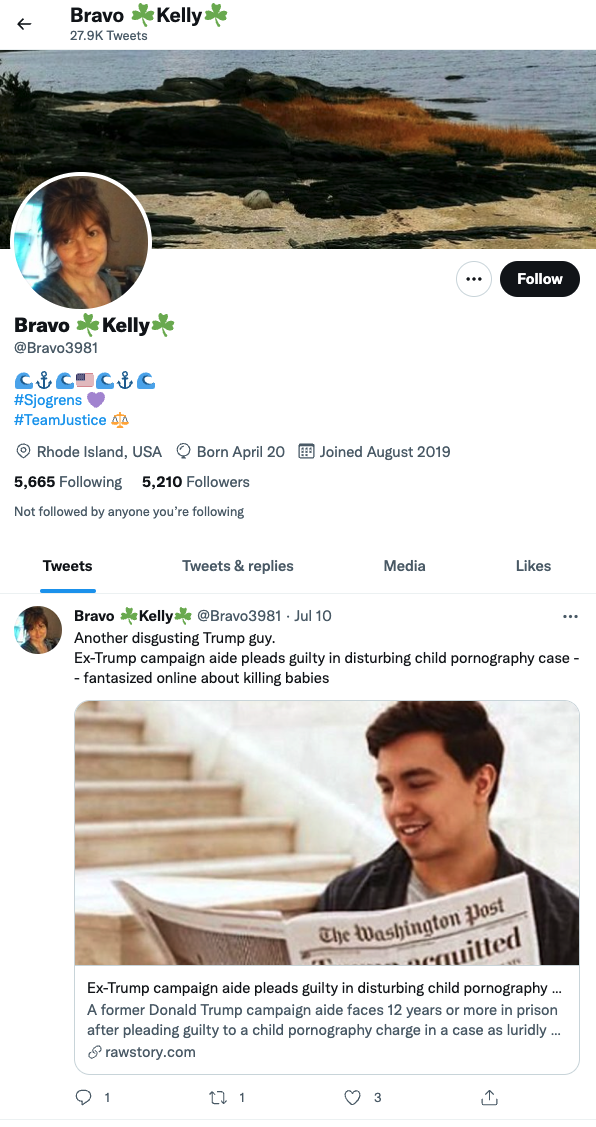 Bravo ☘️Kelly☘️
27.9K Tweets
Follow
Bravo ☘️Kelly☘️
@Bravo3981
🌊⚓🌊🇺🇸🌊⚓🌊
#Sjogrens 💜
#TeamJustice ⚖️
Rhode Island, USA Born April 20 Joined August 2019
5,665 Following 5,210 Followers
Not followed by anyone you're following
Tweets Tweets & replies Media Likes
Bravo ☘️Kelly☘️ @Bravo3981 · Jul 10
Another disgusting Trump guy.
Ex-Trump campaign aide pleads guilty in disturbing child pornography case -
- fantasized online about killing babies
The Washington Post
acquitted
Ex-Trump campaign aide pleads guilty in disturbing child pornography ...
A former Donald Trump campaign aide faces 12 years or more in prison
after pleading guilty to a child pornography charge in a case as luridly ...
rawstory.com
1 1 3